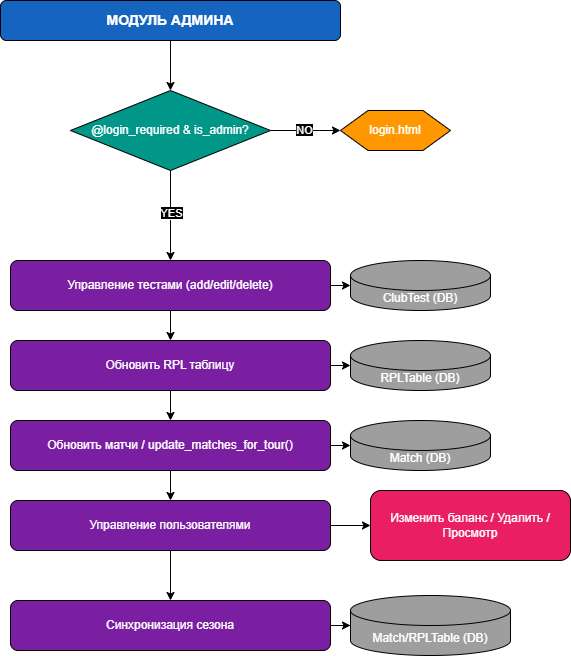 МОДУЛЬ АДМИНА
@login_required & is_admin?
NO
login.html
YES
Управление тестами (add/edit/delete)
ClubTest (DB)
Обновить RPL таблицу
RPLTable (DB)
Обновить матчи / update_matches_for_tour()
Match (DB)
Управление пользователями
Изменить баланс / Удалить /
Просмотр
Синхронизация сезона
Match/RPLTable (DB)